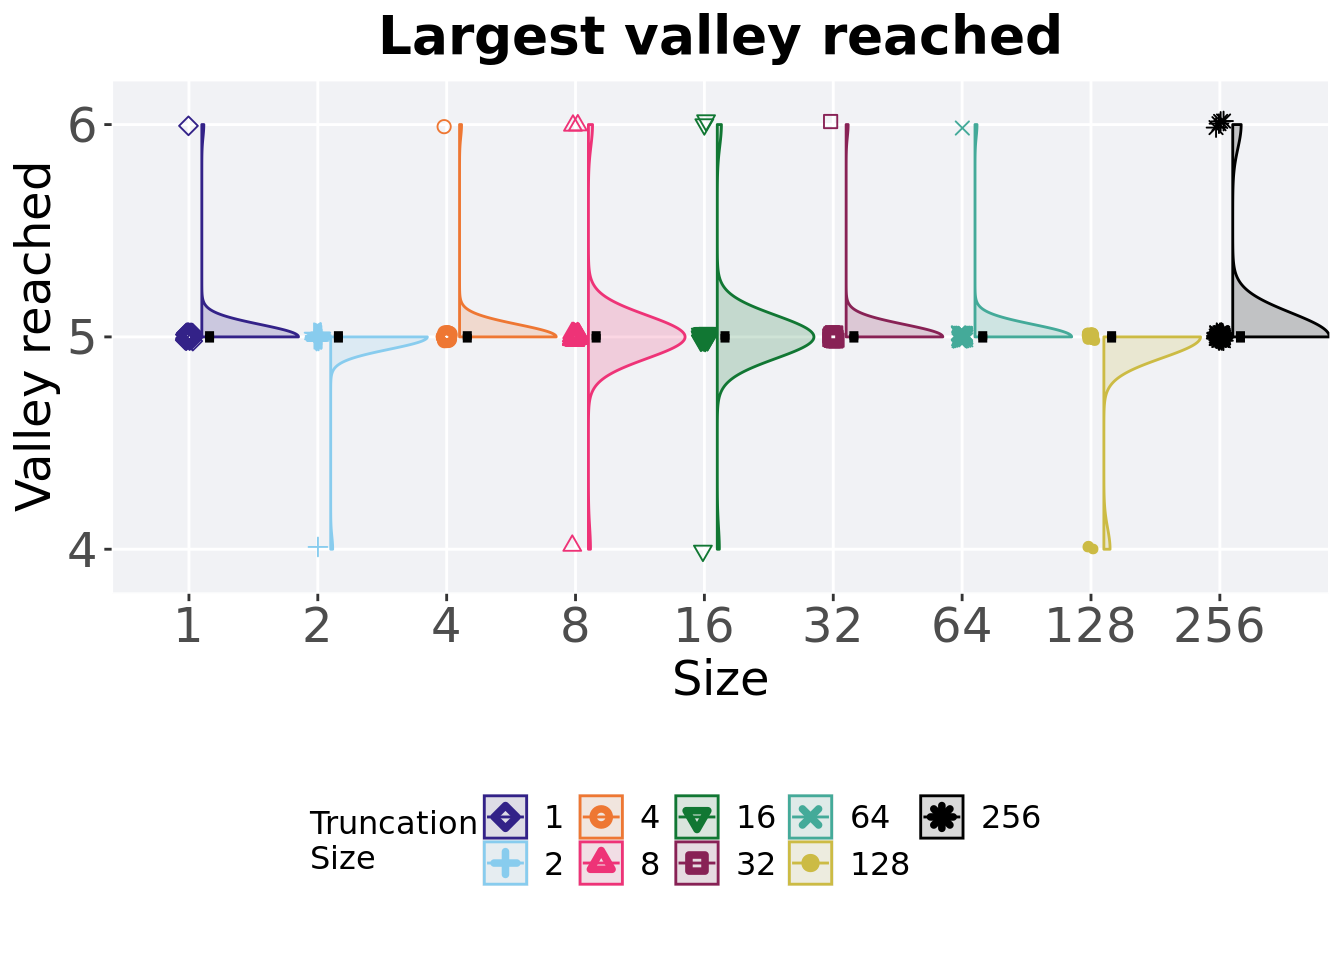 Largest valley reached
Valley reached
6
5
4
1 2 4 8 16 32 64 128 256
Size
Truncation
Size
1 4 16 64 256
2 8 32 128